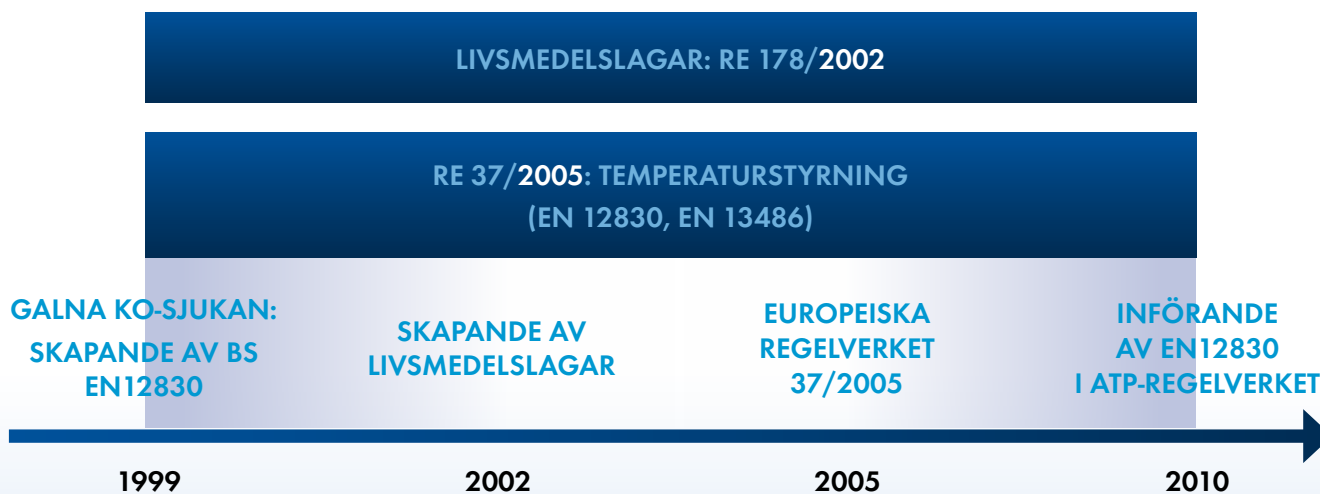 LIVSMEDELSLAGAR: RE 178/2002
RE 37/2005: TEMPERATURSTYRNING
(EN 12830, EN 13486)
GALNA KO-SJUKAN:
SKAPANDE AV BS
EN12830
SKAPANDE AV
LIVSMEDELSLAGAR
EUROPEISKA
REGELVERKET
37/2005
INFÖRANDE
AV EN12830
I ATP-REGELVERKET
1999
2002
2005
2010